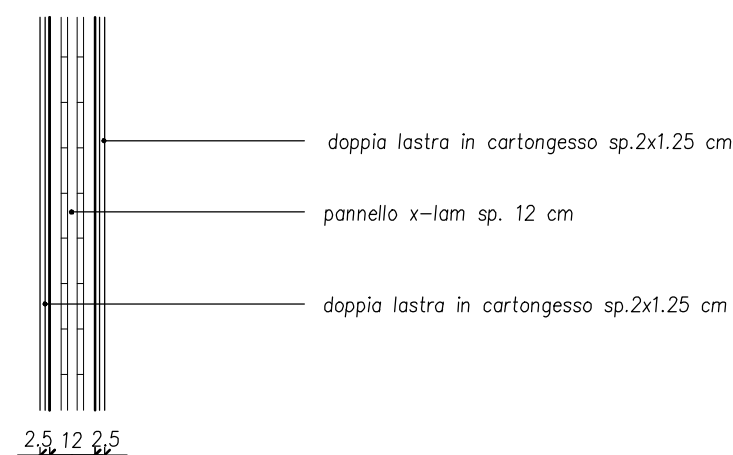 doppia lastra in cartongesso sp.2x1.25 cm
pannello x-lam sp. 12 cm
doppia lastra in cartongesso sp.2x1.25 cm
2.5 12 2.5